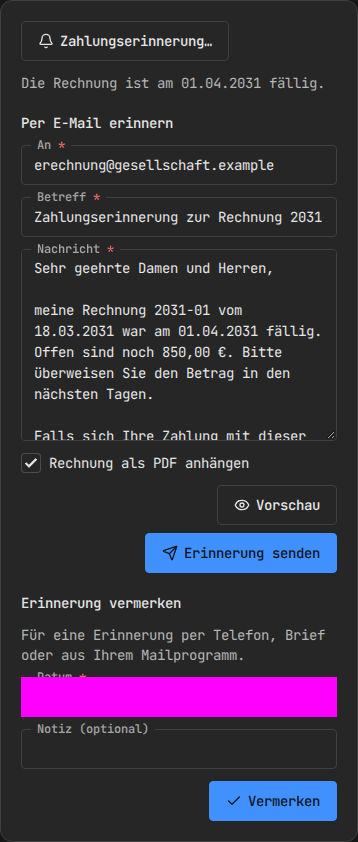 Zahlungserinnerung…
Die Rechnung ist am 01.04.2031 fällig.
Per E-Mail erinnern
An *
erechnung@gesellschaft.example
Betreff *
Zahlungserinnerung zur Rechnung 2031
Nachricht *
Sehr geehrte Damen und Herren,
meine Rechnung 2031-01 vom
18.03.2031 war am 01.04.2031 fällig.
Offen sind noch 850,00 €. Bitte
überweisen Sie den Betrag in den
nächsten Tagen.
Falls sich Ihre Zahlung mit dieser
Rechnung als PDF anhängen
Vorschau
Erinnerung senden
Erinnerung vermerken
Für eine Erinnerung per Telefon, Brief
oder aus Ihrem Mailprogramm.
Datum *
Notiz (optional)
Vermerken